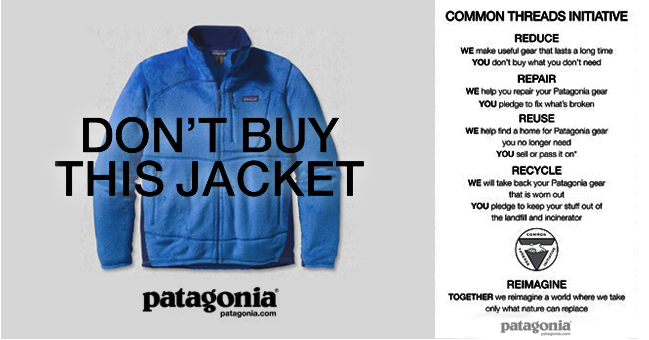 DON'T BUY
THIS JACKET
patagonia®
patagonia.com
COMMON THREADS INITIATIVE
REDUCE
WE make useful gear that lasts a long time
YOU don't buy what you don't need
REPAIR
WE help you repair your Patagonia gear
YOU pledge to fix what's broken
REUSE
WE help find a home for Patagonia gear
you no longer need
YOU sell or pass it on*
RECYCLE
WE will take back your Patagonia gear
that is worn out
YOU pledge to keep your stuff out of
the landfill and incinerator
COMMON
REIMAGINE
TOGETHER we reimagine a world where we take
only what nature can replace
patagonia
patagonia.com